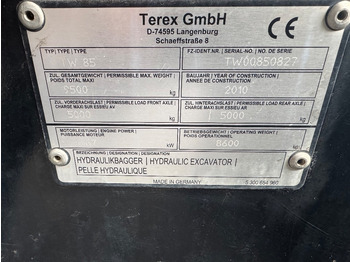 Terex GmbH
D-74595 Langenburg
Schaeffstraße 8
CE
TYP | TYPE | TYPE
TW 85
FZ-IDENT.NR. | SERIAL-NO. | NO. DE SERIE
TW00850827
ZUL. GESAMTGEWICHT | PERMISSIBLE MAX. WEIGHT |
POIDS TOTAL MAXI
9500 kg
BAUJAHR | YEAR OF CONSTRUCTION |
ANNÉE DE CONSTRUCTION
2010
ZUL. VORDERACHSLAST | PERMISSIBLE LOAD FRONT AXLE |
CHARGE MAXI SUR ESSIEU AV
kg
ZUL. HINTERACHSLAST | PERMISSIBLE LOAD REAR AXLE |
CHARGE MAXI SUR ESSIEU AR
5000 kg
MOTORLEISTUNG | ENGINE POWER |
PUISSANCE MOTEUR
kW
BETRIEBSGEWICHT | OPERATING WEIGHT |
POIDS OPERATIONNEL
8600 kg
BEZEICHNUNG | DESIGNATION | DESIGNATION
HYDRAULIKBAGGER | HYDRAULIC EXCAVATOR |
PELLE HYDRAULIQUE
MADE IN GERMANY